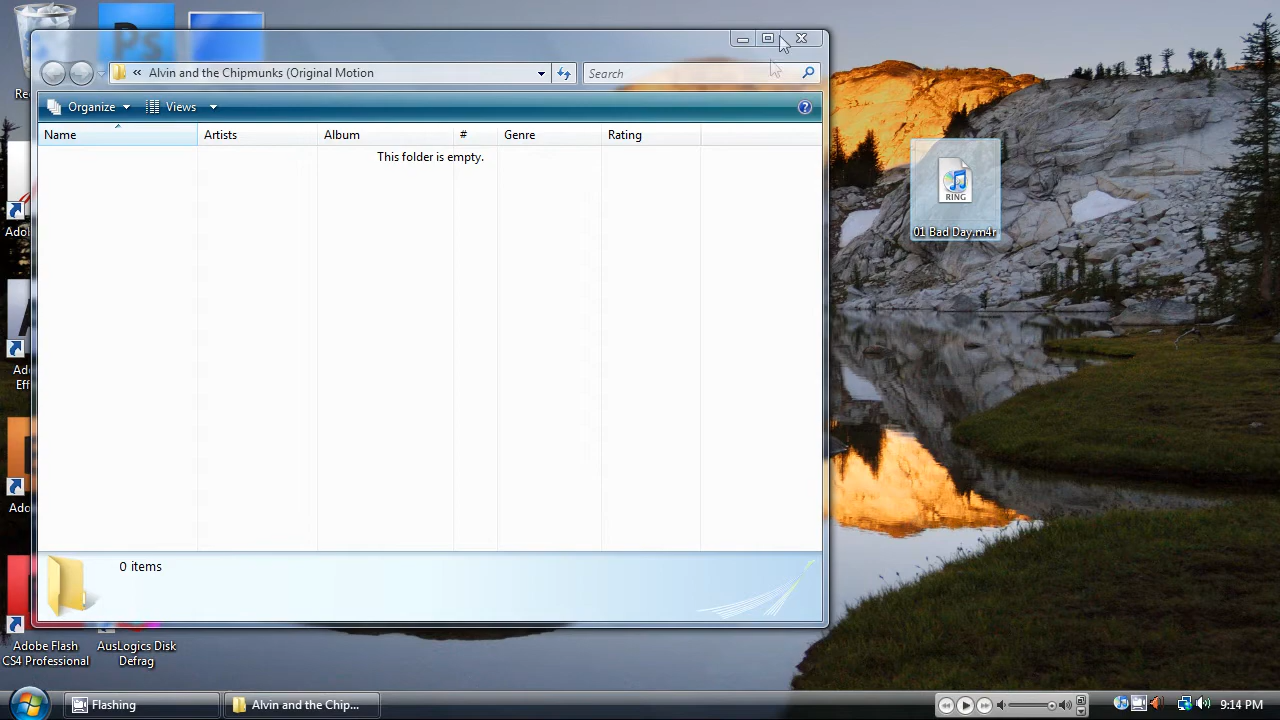 Ps
Alvin and the Chipmunks (Original Motion
Search
Organize
Views
?
Name
Artists
Album
#
Genre
Rating
This folder is empty.
RING
01 Bad Day.m4r
0 items
Adobe Flash
CS4 Professional
AusLogics Disk
Defrag
Flashing
Alvin and the Chip...
9:14 PM